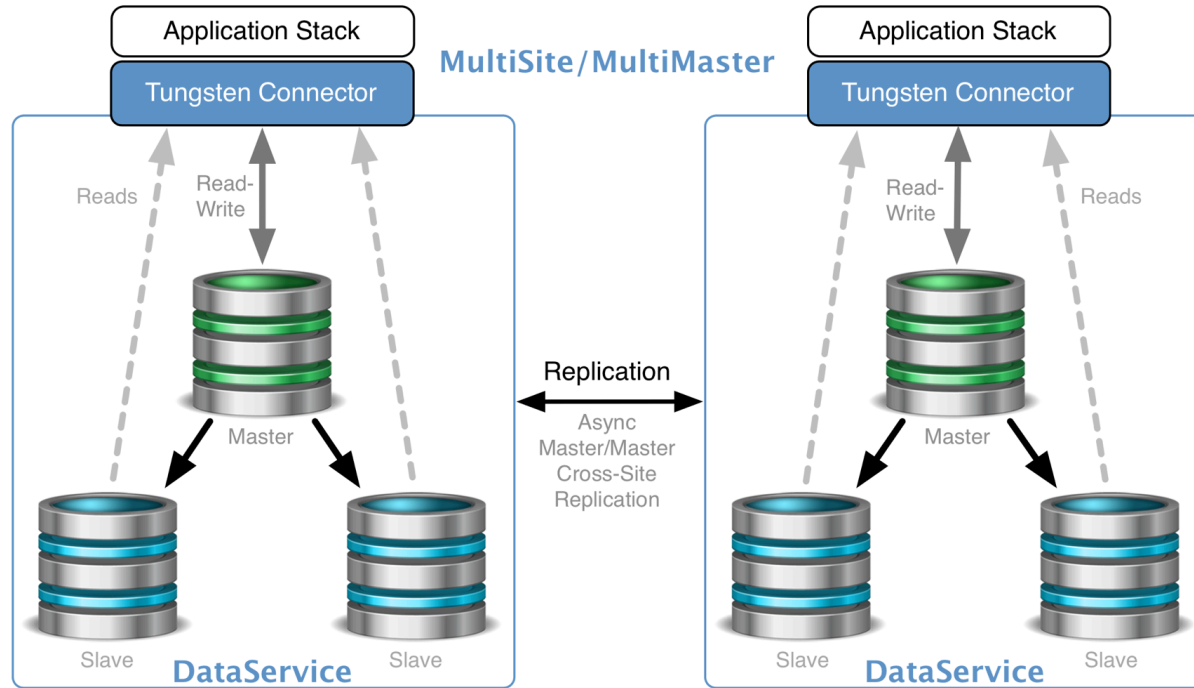 Application Stack
Tungsten Connector
MultiSite/MultiMaster
Application Stack
Tungsten Connector
Reads
Read-
Write
Master
Slave
Slave
DataService
Replication
Async
Master/Master
Cross-Site
Replication
Read-
Write
Reads
Master
Slave
Slave
DataService